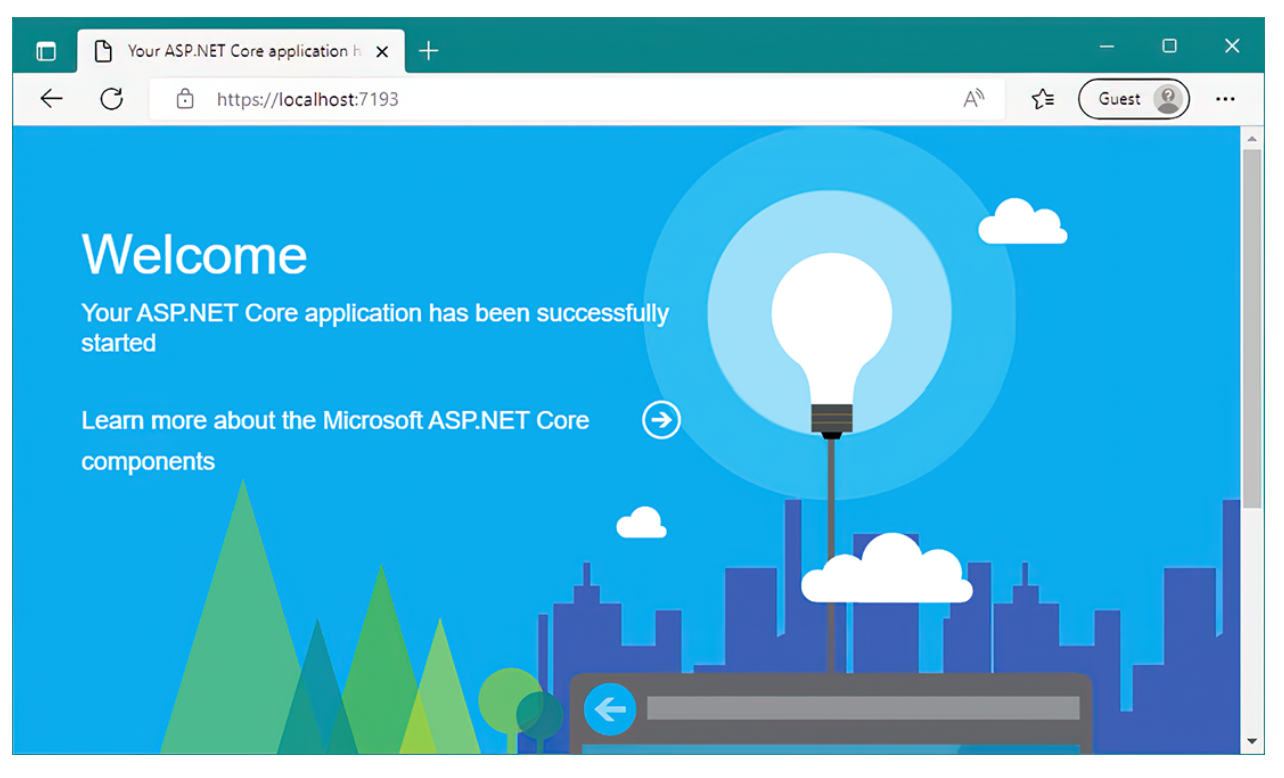 Your ASP.NET Core application h
https://localhost:7193
Guest
Welcome
Your ASP.NET Core application has been successfully
started
Learn more about the Microsoft ASP.NET Core
components